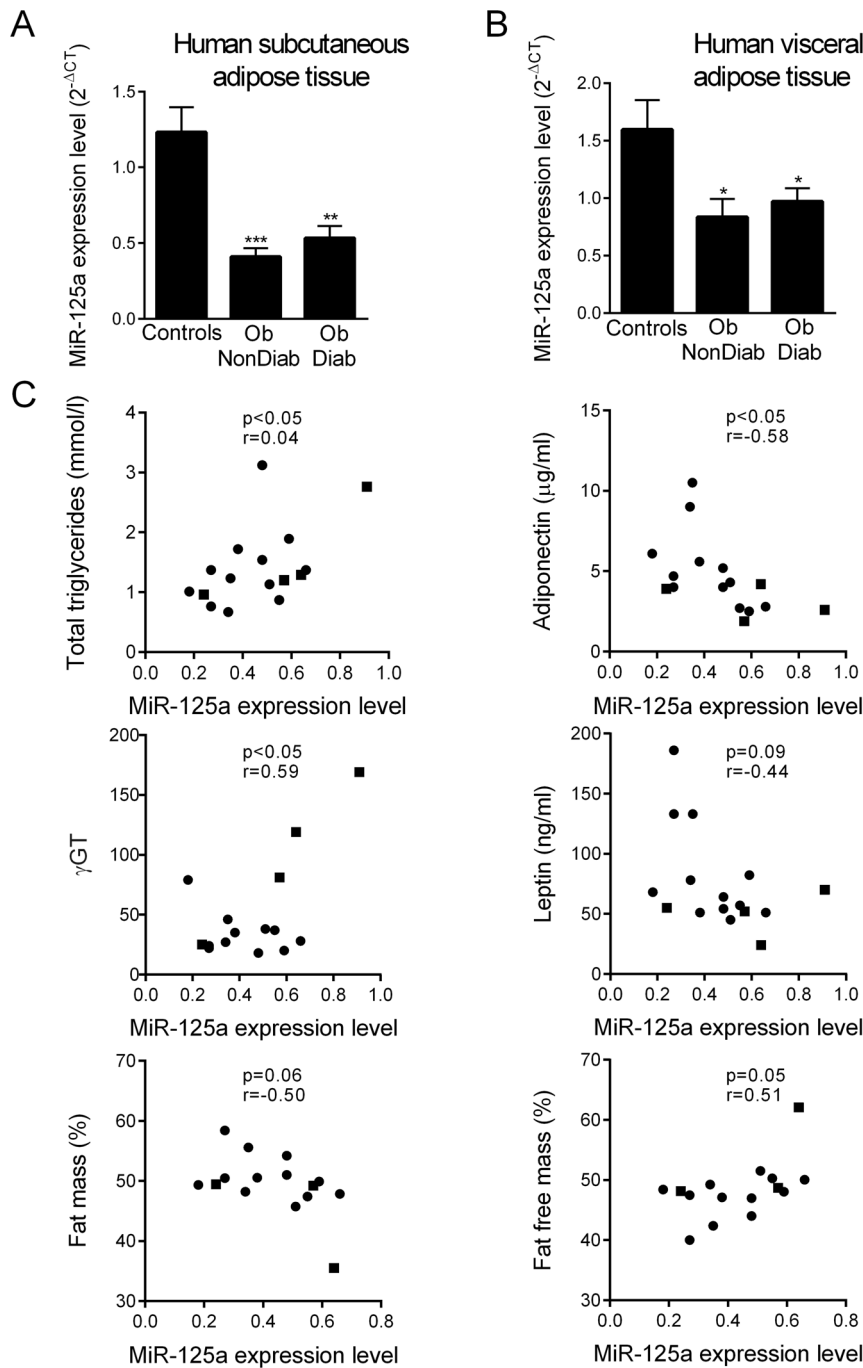 A
Human subcutaneous
adipose tissue
MiR-125a expression level (2^-ΔCT)
1.5
1.0
0.5
0.0
***
**
Controls
Ob
NonDiab
Ob
Diab
B
Human visceral
adipose tissue
MiR-125a expression level (2^-ΔCT)
2.0
1.5
1.0
0.5
0.0
*
*
Controls
Ob
NonDiab
Ob
Diab
C
Total triglycerides (mmol/l)
4
3
2
1
0
p<0.05
r=0.04
0.0 0.2 0.4 0.6 0.8 1.0
MiR-125a expression level
Adiponectin (μg/ml)
15
10
5
0
p<0.05
r=-0.58
0.0 0.2 0.4 0.6 0.8
MiR-125a expression level
γGT
200
150
100
50
0
p<0.05
r=0.59
0.0 0.2 0.4 0.6 0.8 1.0
MiR-125a expression level
Leptin (ng/ml)
200
150
100
50
0
p=0.09
r=-0.44
0.0 0.2 0.4 0.6 0.8 1.0
MiR-125a expression level
Fat mass (%)
70
60
50
40
30
p=0.06
r=-0.50
0.0 0.2 0.4 0.6 0.8
MiR-125a expression level
Fat free mass (%)
70
60
50
40
30
p=0.05
r=0.51
0.0 0.2 0.4 0.6 0.8
MiR-125a expression level